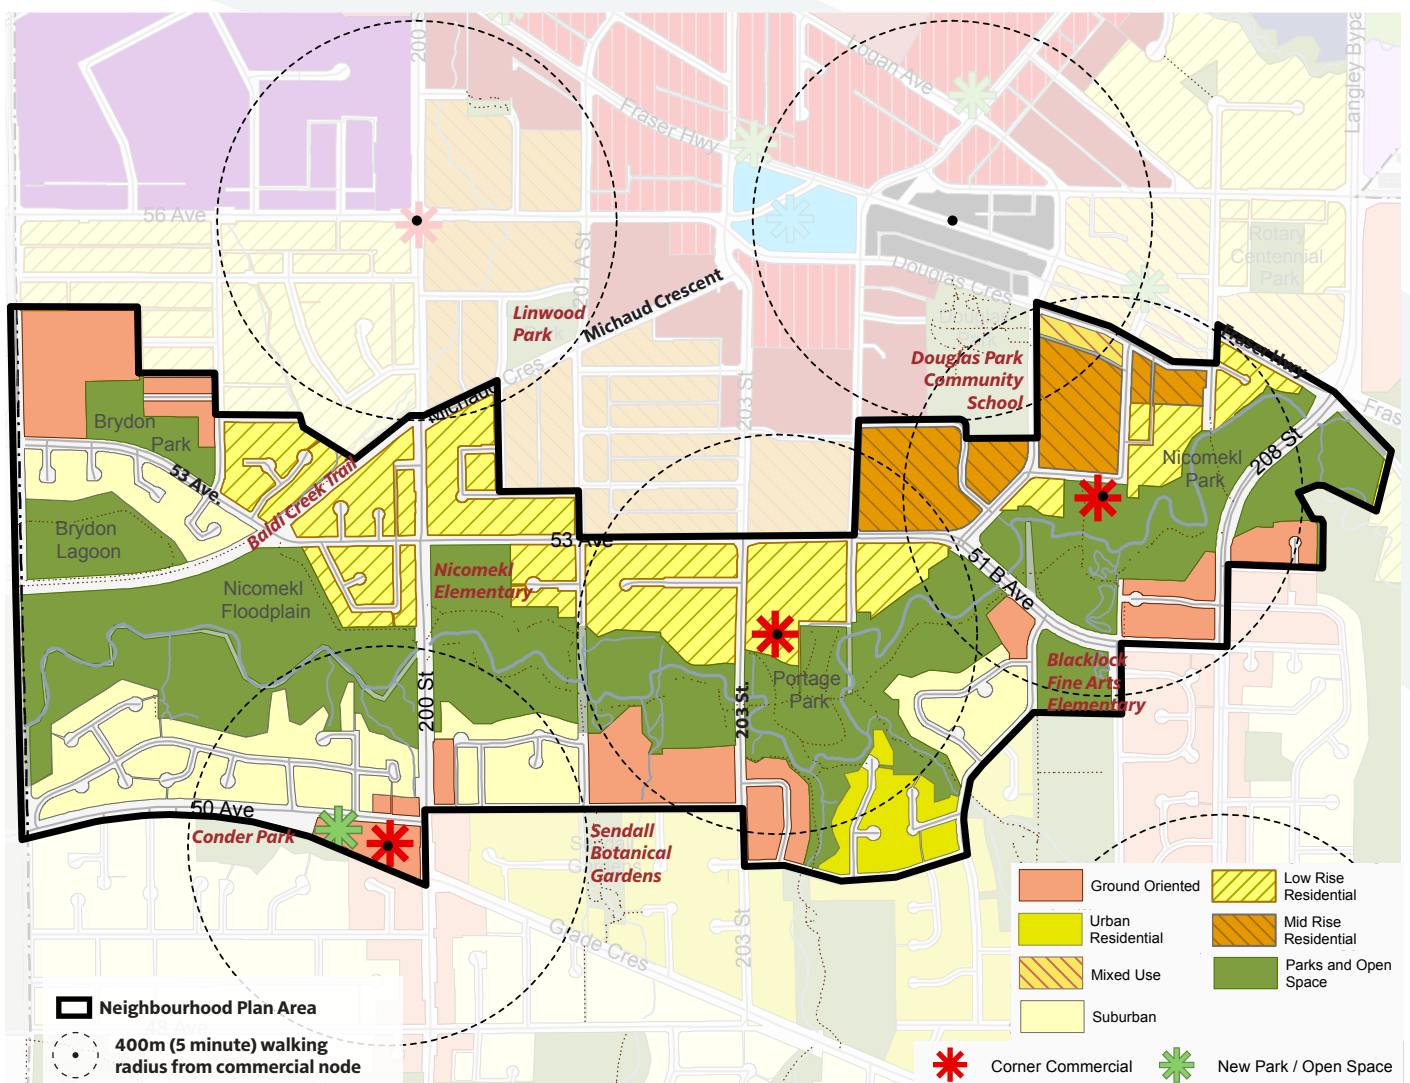 200 S
Logan Ave
Langley Bypa
Fraser Hwy
56 Ave
201A St
Rotary
Centennial
Park
Douglas Cres
Linwood
Park
Michaud Crescent
Michaud Cres
203 St
Douglas Park
Community
School
Fraser Hwy
Fras
Brydon
Park
53 Ave.
Baldi Creek Trail
Nicomekl
Park
208 St
Brydon
Lagoon
53 Ave
51 B Ave
Nicomekl
Elementary
Nicomekl
Floodplain
Blacklock
Fine Arts
Elementary
Portage
Park
200 St
203 St.
50 Ave
Conder Park
Sendall
Botanical
Gardens
Grade Cres
203 St
48 Ave
Ground Oriented
Low Rise
Residential
Urban
Residential
Mid Rise
Residential
Mixed Use
Parks and Open
Space
Suburban
Neighbourhood Plan Area
400m (5 minute) walking
radius from commercial node
Corner Commercial
New Park / Open Space